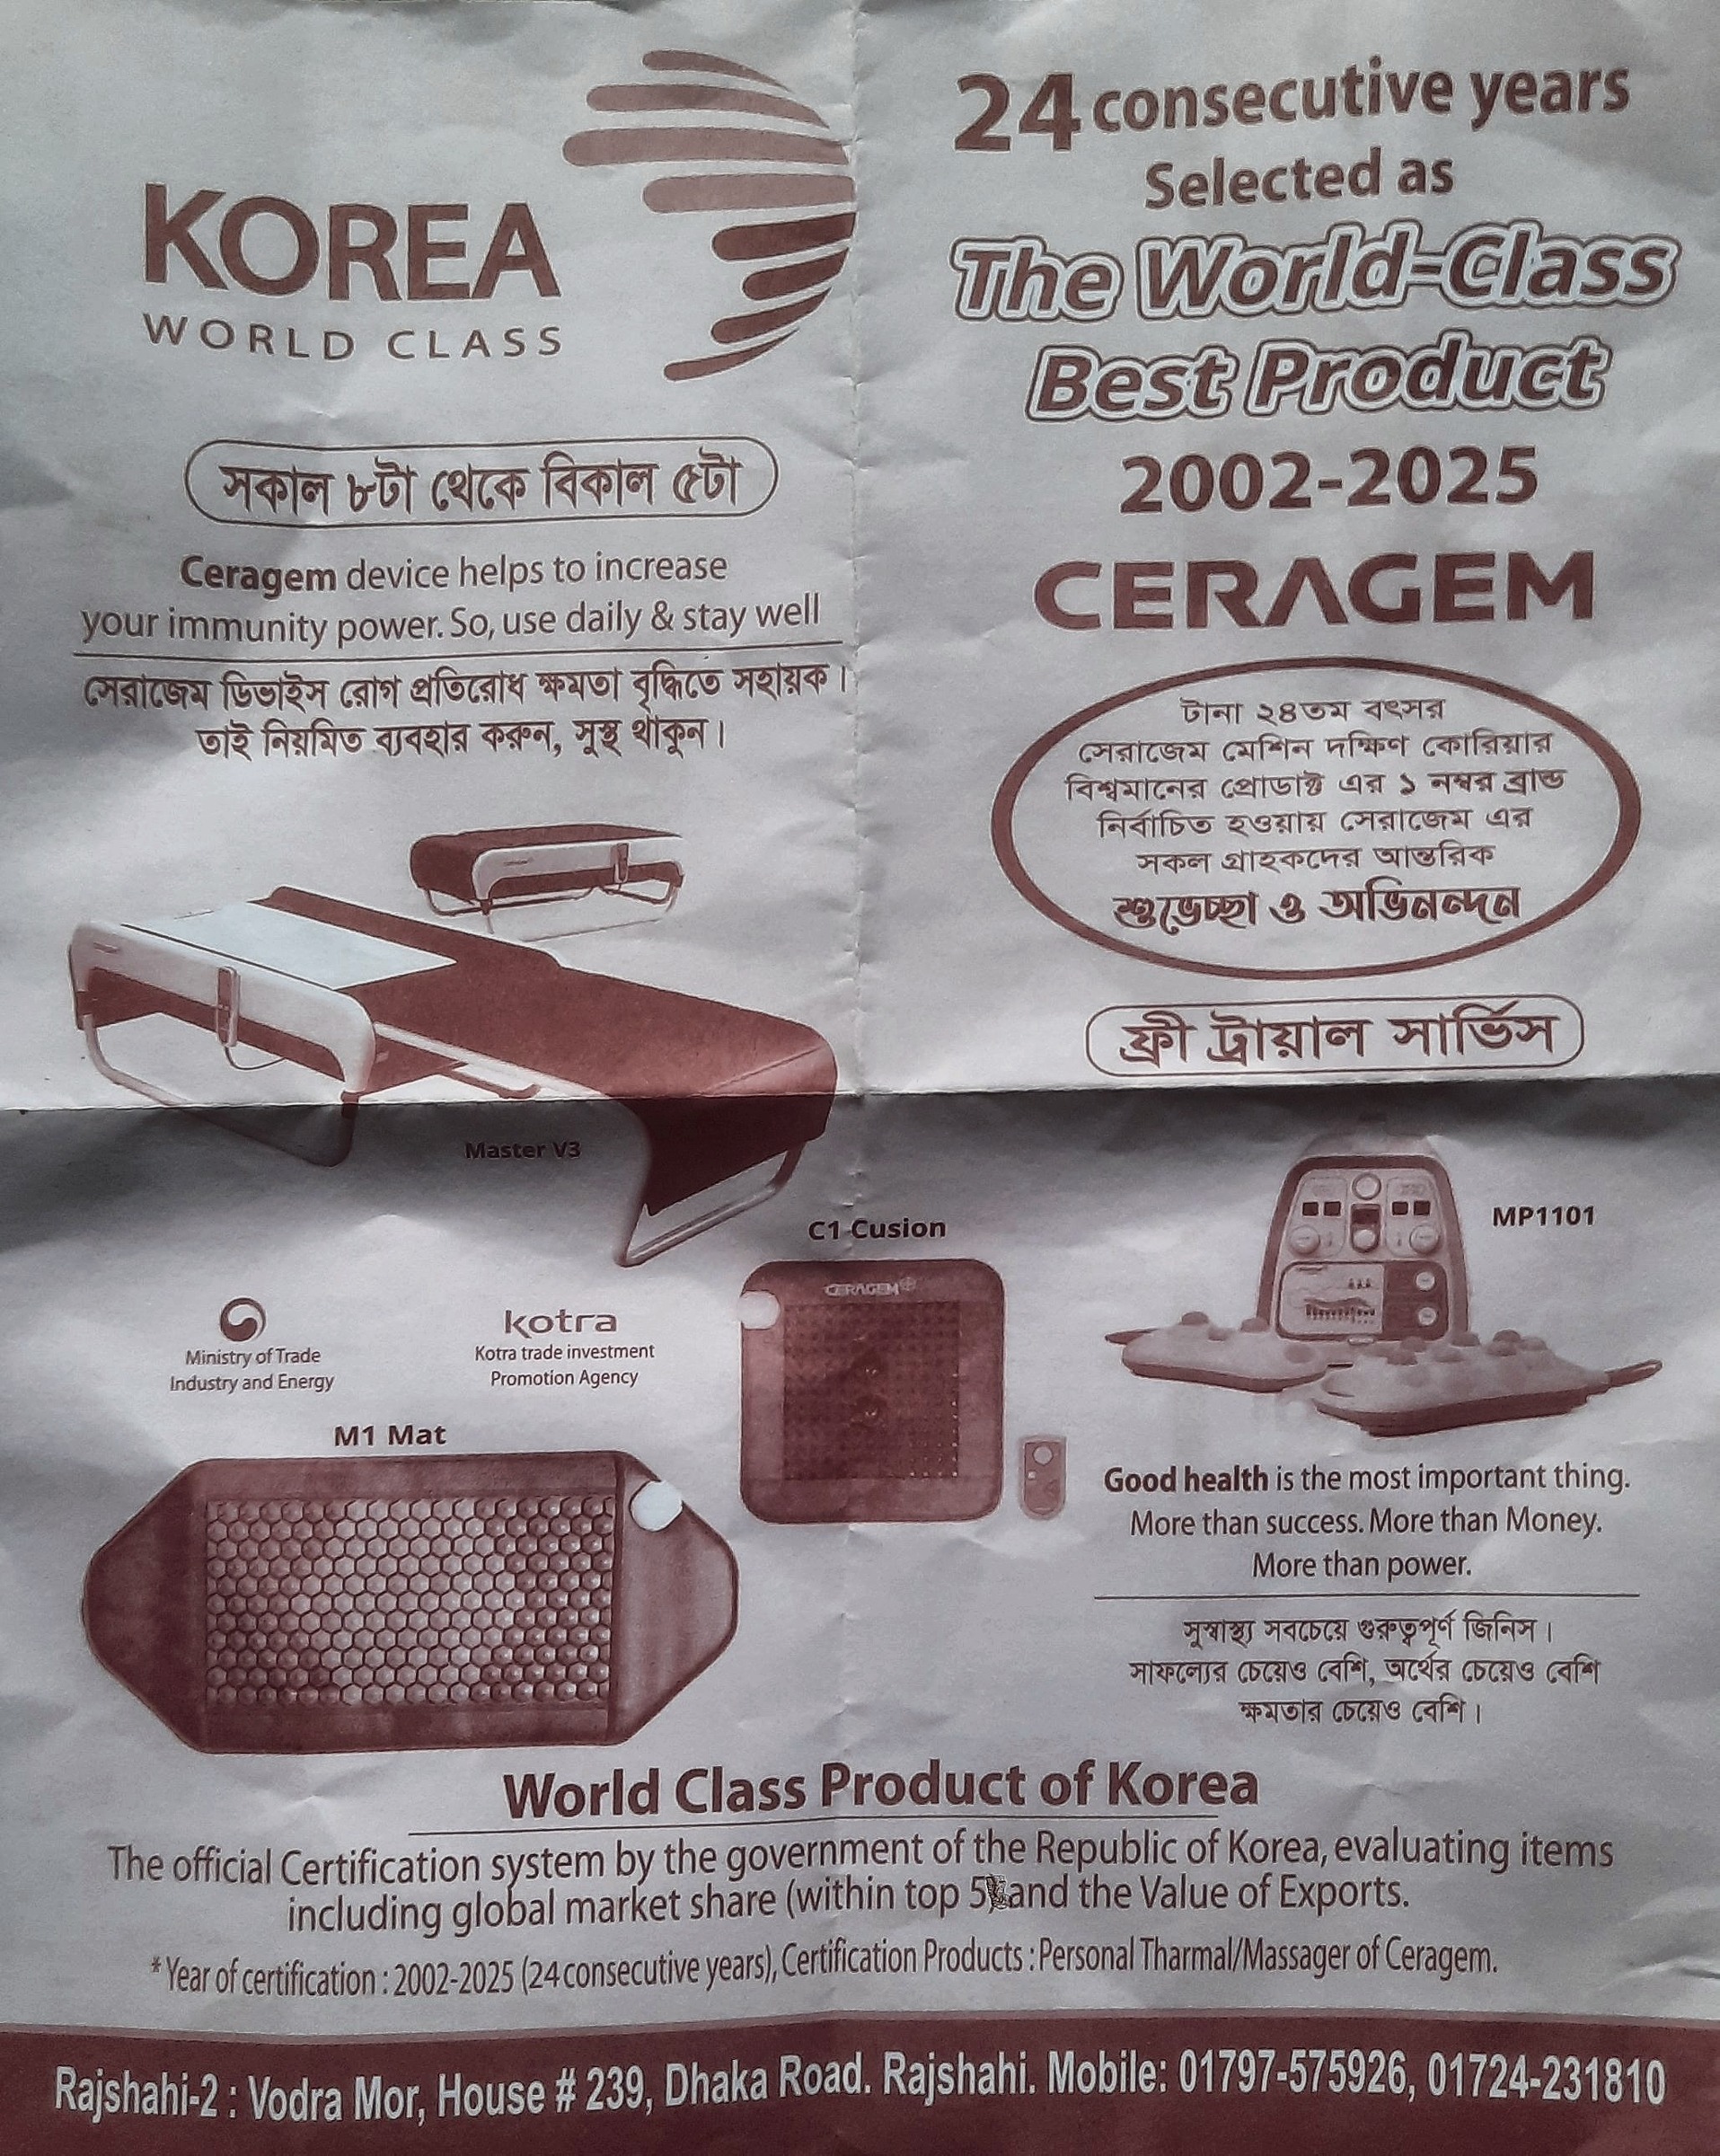 KOREA
WORLD CLASS
সকাল ৮টা থেকে বিকাল ৫টা
Ceragem device helps to increase
your immunity power. So, use daily & stay well
সেরাজেম ডিভাইস রোগ প্রতিরোধ ক্ষমতা বৃদ্ধিতে সহায়ক।
তাই নিয়মিত ব্যবহার করুন, সুস্থ থাকুন।
24 consecutive years
Selected as
The World-Class
Best Product
2002-2025
CERAGEM
টানা ২৪তম বৎসর
সেরাজেম মেশিন দক্ষিণ কোরিয়ার
বিশ্বমানের প্রোডাক্ট এর ১ নম্বর ব্রান্ড
নির্বাচিত হওয়ায় সেরাজেম এর
সকল গ্রাহকদের আন্তরিক
শুভেচ্ছা ও অভিনন্দন
ফ্রী ট্রায়াল সার্ভিস
Master V3
C1 Cusion
CERAGEM
MP1101
Ministry of Trade
Industry and Energy
kotra
Kotra trade investment
Promotion Agency
M1 Mat
Good health is the most important thing.
More than success. More than Money.
More than power.
সুস্বাস্থ্য সবচেয়ে গুরুত্বপূর্ণ জিনিস।
সাফল্যের চেয়েও বেশি, অর্থের চেয়েও বেশি
ক্ষমতার চেয়েও বেশি।
World Class Product of Korea
The official Certification system by the government of the Republic of Korea, evaluating items
including global market share (within top 5) and the Value of Exports.
* Year of certification : 2002-2025 (24 consecutive years), Certification Products : Personal Tharmal/Massager of Ceragem.
Rajshahi-2 : Vodra Mor, House # 239, Dhaka Road. Rajshahi. Mobile: 01797-575926, 01724-231810